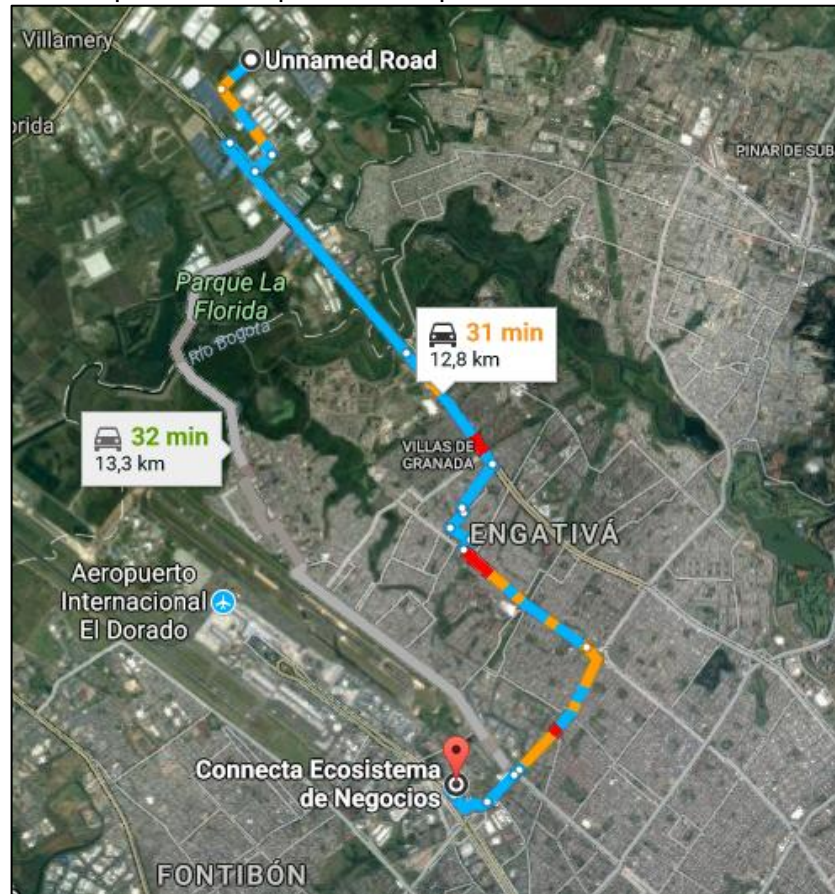 Villamery
Unnamed Road
orida
PINAR DE SUB
Parque La
Florida
Río Bogotá
31 min
12,8 km
32 min
13,3 km
VILLAS DE
GRANADA
ENGATIVÁ
Aeropuerto
Internacional
El Dorado
Connecta Ecosistema
de Negocios
FONTIBÓN